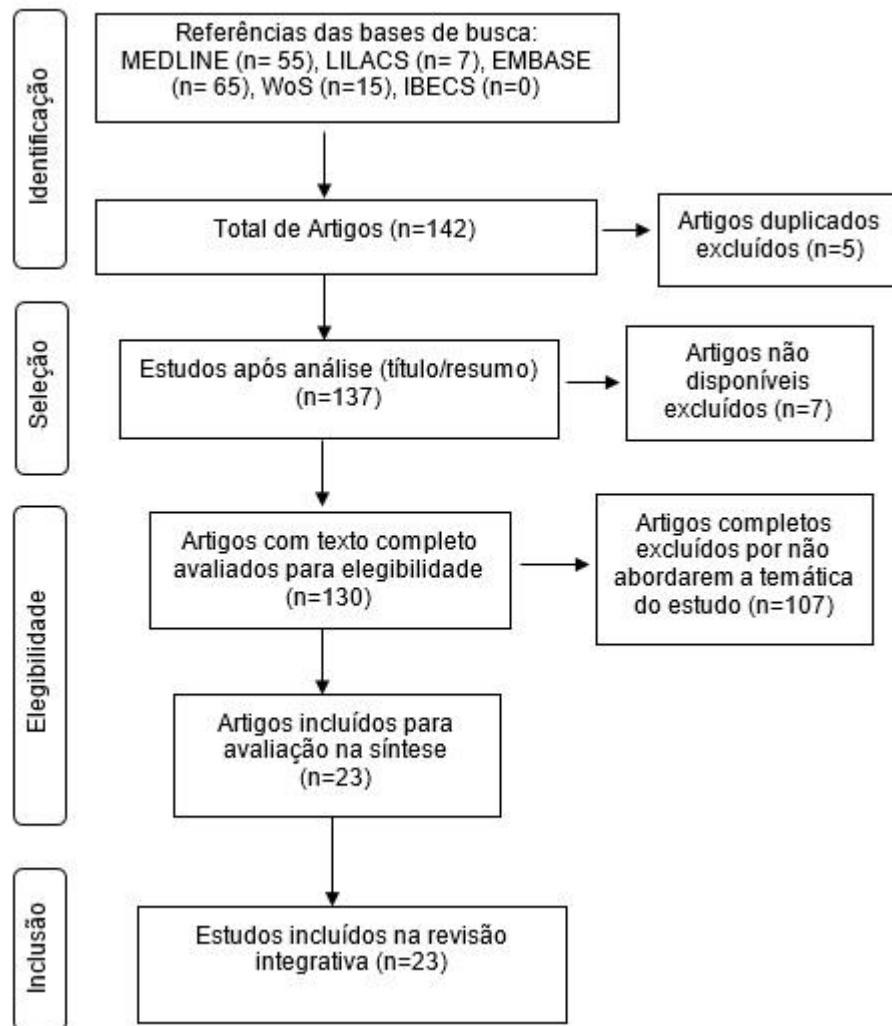 Identificação
Referências das bases de busca:
MEDLINE (n= 55), LILACS (n= 7), EMBASE
(n= 65), WoS (n=15), IBECS (n=0)
Total de Artigos (n=142)
Artigos duplicados
excluídos (n=5)
Seleção
Estudos após análise (título/resumo)
(n=137)
Artigos não
disponíveis
excluídos (n=7)
Elegibilidade
Artigos com texto completo
avaliados para elegibilidade
(n=130)
Artigos completos
excluídos por não
abordarem a temática
do estudo (n=107)
Artigos incluídos para
avaliação na síntese
(n=23)
Inclusão
Estudos incluídos na revisão
integrativa (n=23)